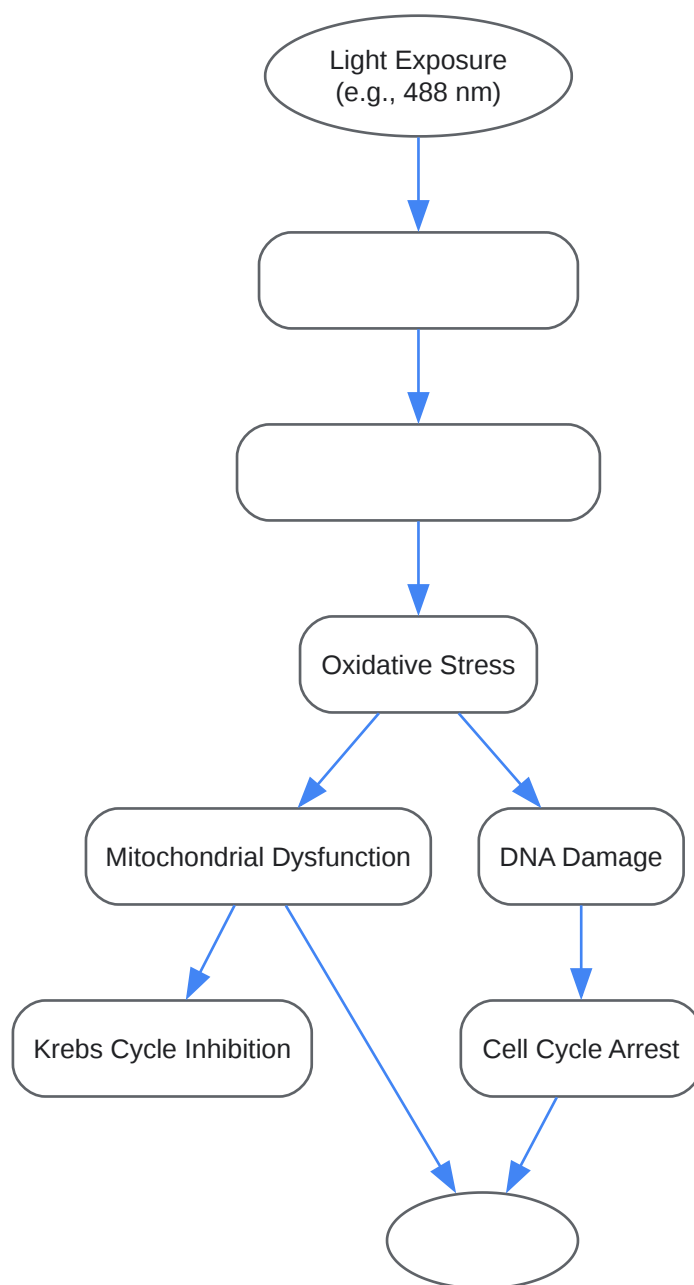 Light Exposure
(e.g., 488 nm)
Oxidative Stress
Mitochondrial Dysfunction
DNA Damage
Krebs Cycle Inhibition
Cell Cycle Arrest